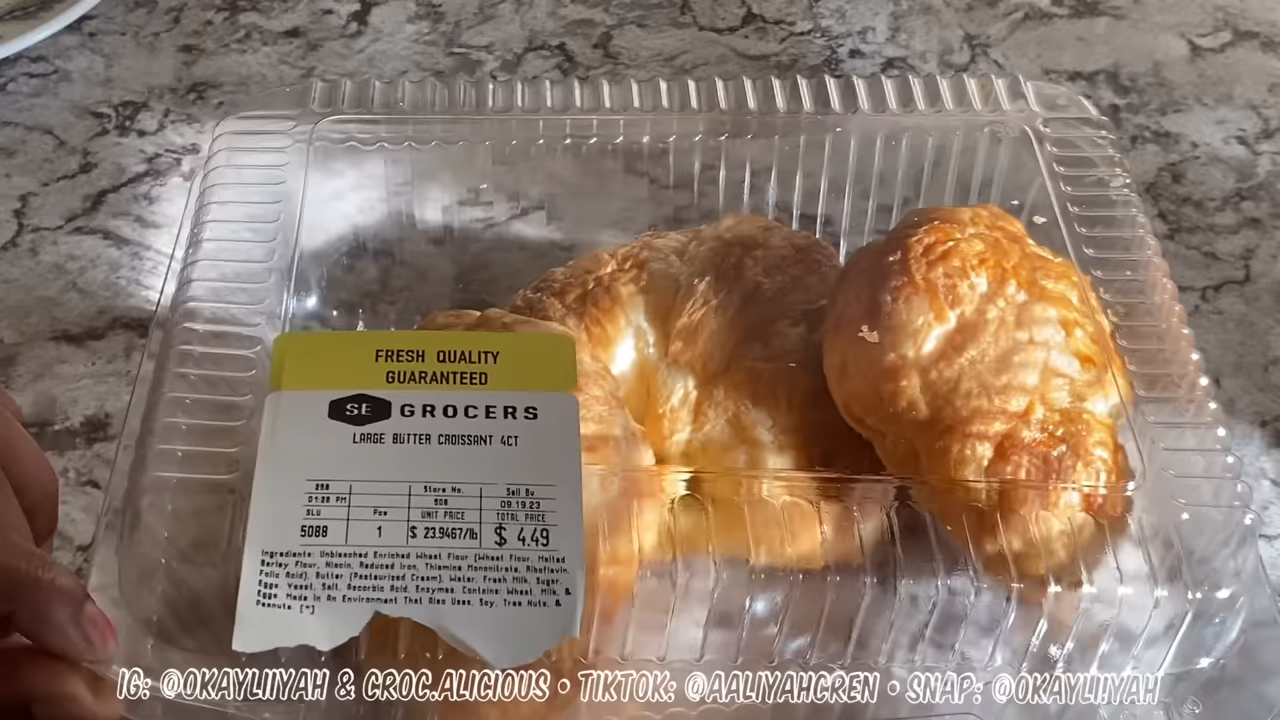 FRESH QUALITY
GUARANTEED
SE GROCERS
LARGE BUTTER CROISSANT 4CT
258 Store No. Sell By
01:28 PM 508 09.19.23
SLU Pcs UNIT PRICE TOTAL PRICE
5088 1 $ 23.9467/lb $ 4.49
Ingredients: Unbleached Enriched Wheat Flour (Wheat Flour, Malted
Barley Flour, Niacin, Reduced Iron, Thiamine Mononitrate, Riboflavin,
Folic Acid), Butter (Pasteurized Cream), Water, Fresh Milk, Sugar,
Eggs, Yeast, Salt, Ascorbic Acid, Enzymes. Contains: Wheat, Milk, &
Eggs. Made In An Environment That Also Uses, Soy, Tree Nuts, &
Peanuts. [*]
IG: @OKAYLIIYAH & CROC.ALICIOUS • TIKTOK: @AALIYAHCREN • SNAP: @OKAYLI!YAH